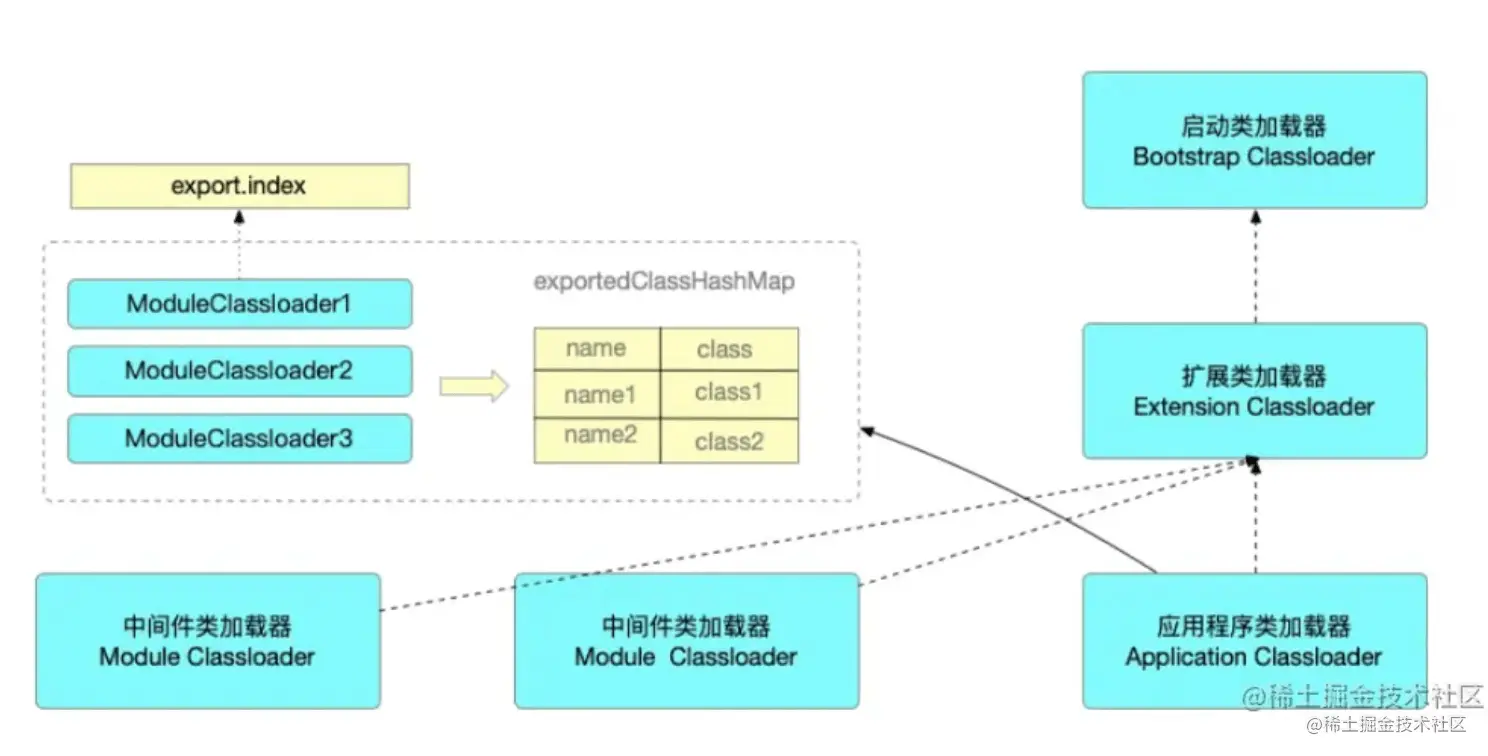 启动类加载器
Bootstrap Classloader
export.index
exportedClassHashMap
ModuleClassloader1
ModuleClassloader2
ModuleClassloader3
name class
name1 class1
name2 class2
扩展类加载器
Extension Classloader
中间件类加载器
Module Classloader
中间件类加载器
Module Classloader
应用程序类加载器
Application Classloader
@稀土掘金技术社区
@稀土掘金技术社区